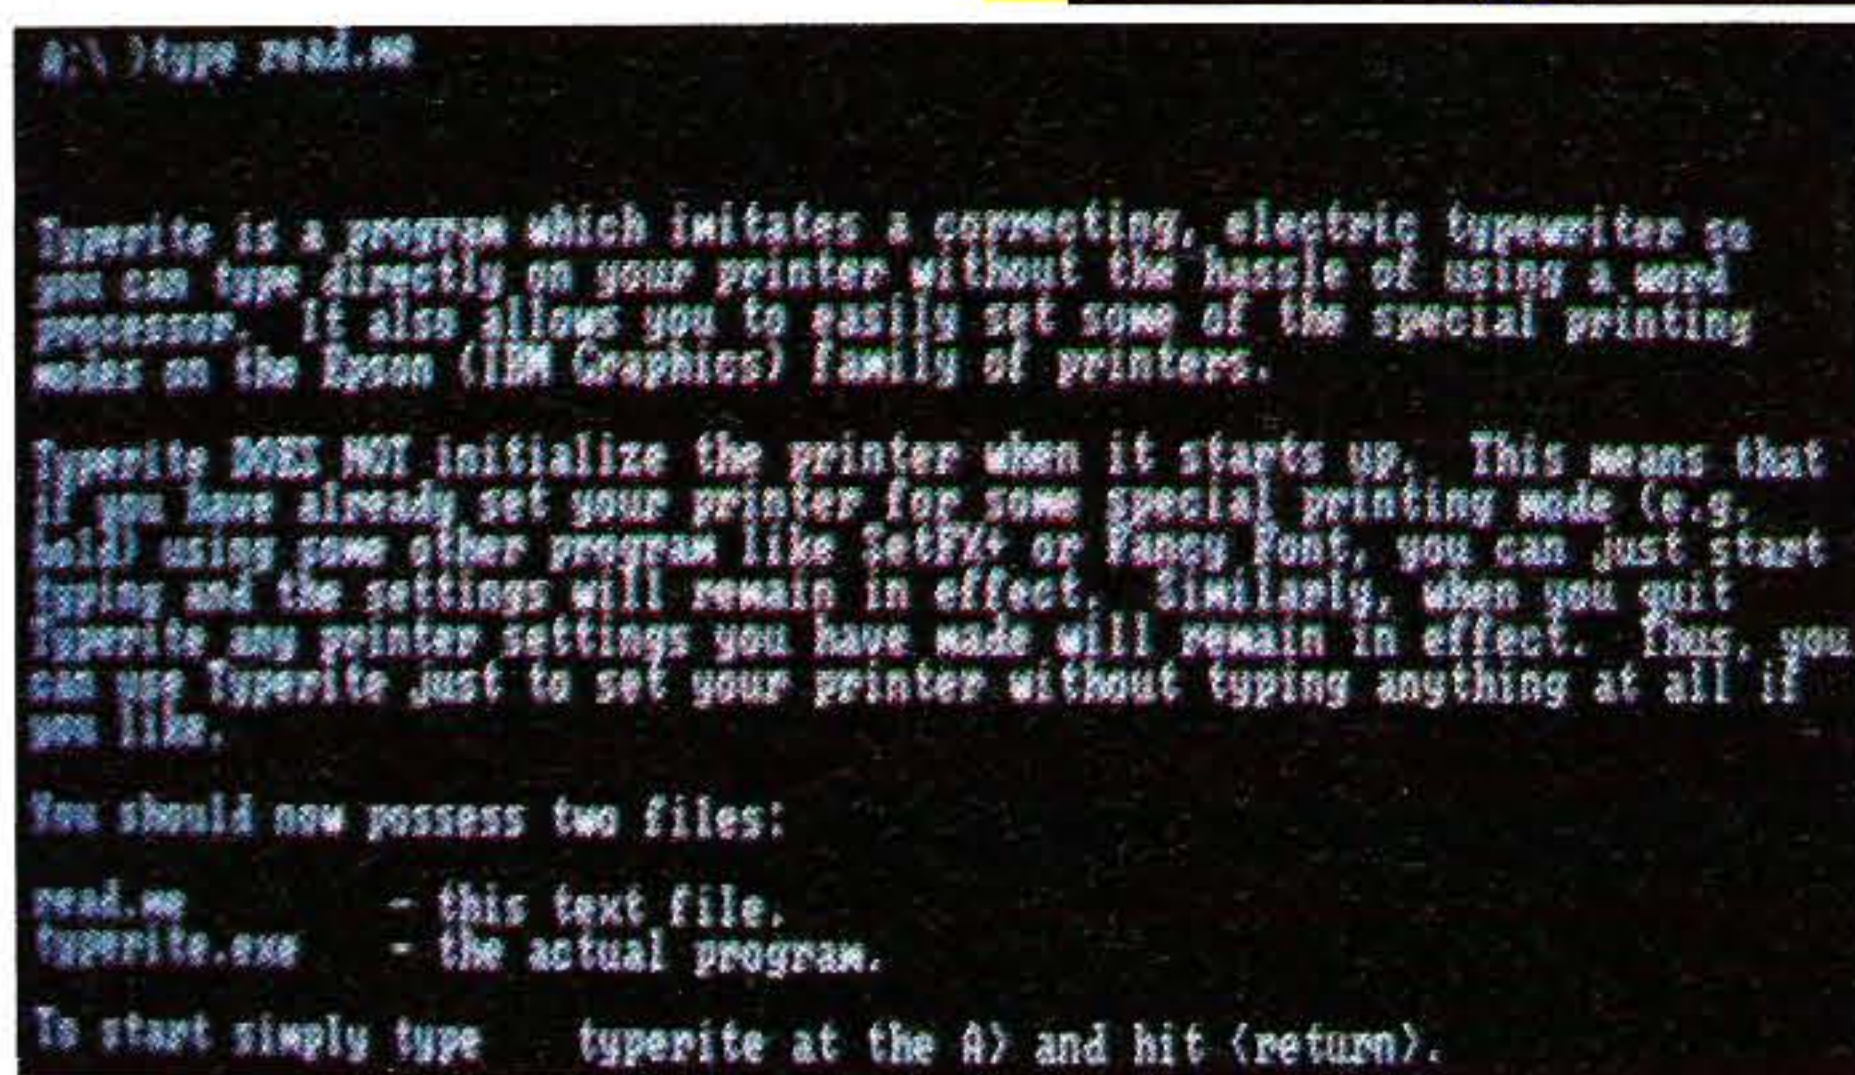 A:\ >type read.me
Typerite is a program which imitates a correcting, electric typewriter so
you can type directly on your printer without the hassle of using a word
processor.  It also allows you to easily set some of the special printing
modes on the Epson (IBM Graphics) family of printers.
Typerite DOES NOT initialize the printer when it starts up.  This means that
if you have already set your printer for some special printing mode (e.g.
bold) using some other program like SetFX+ or Fancy Font, you can just start
typing and the settings will remain in effect.  Similarly, when you quit
Typerite any printer settings you have made will remain in effect.  Thus, you
can use Typerite just to set your printer without typing anything at all if
you like.
You should now possess two files:
read.me - this text file.
typerite.exe - the actual program.
To start simply type typerite at the A> and hit <return>.